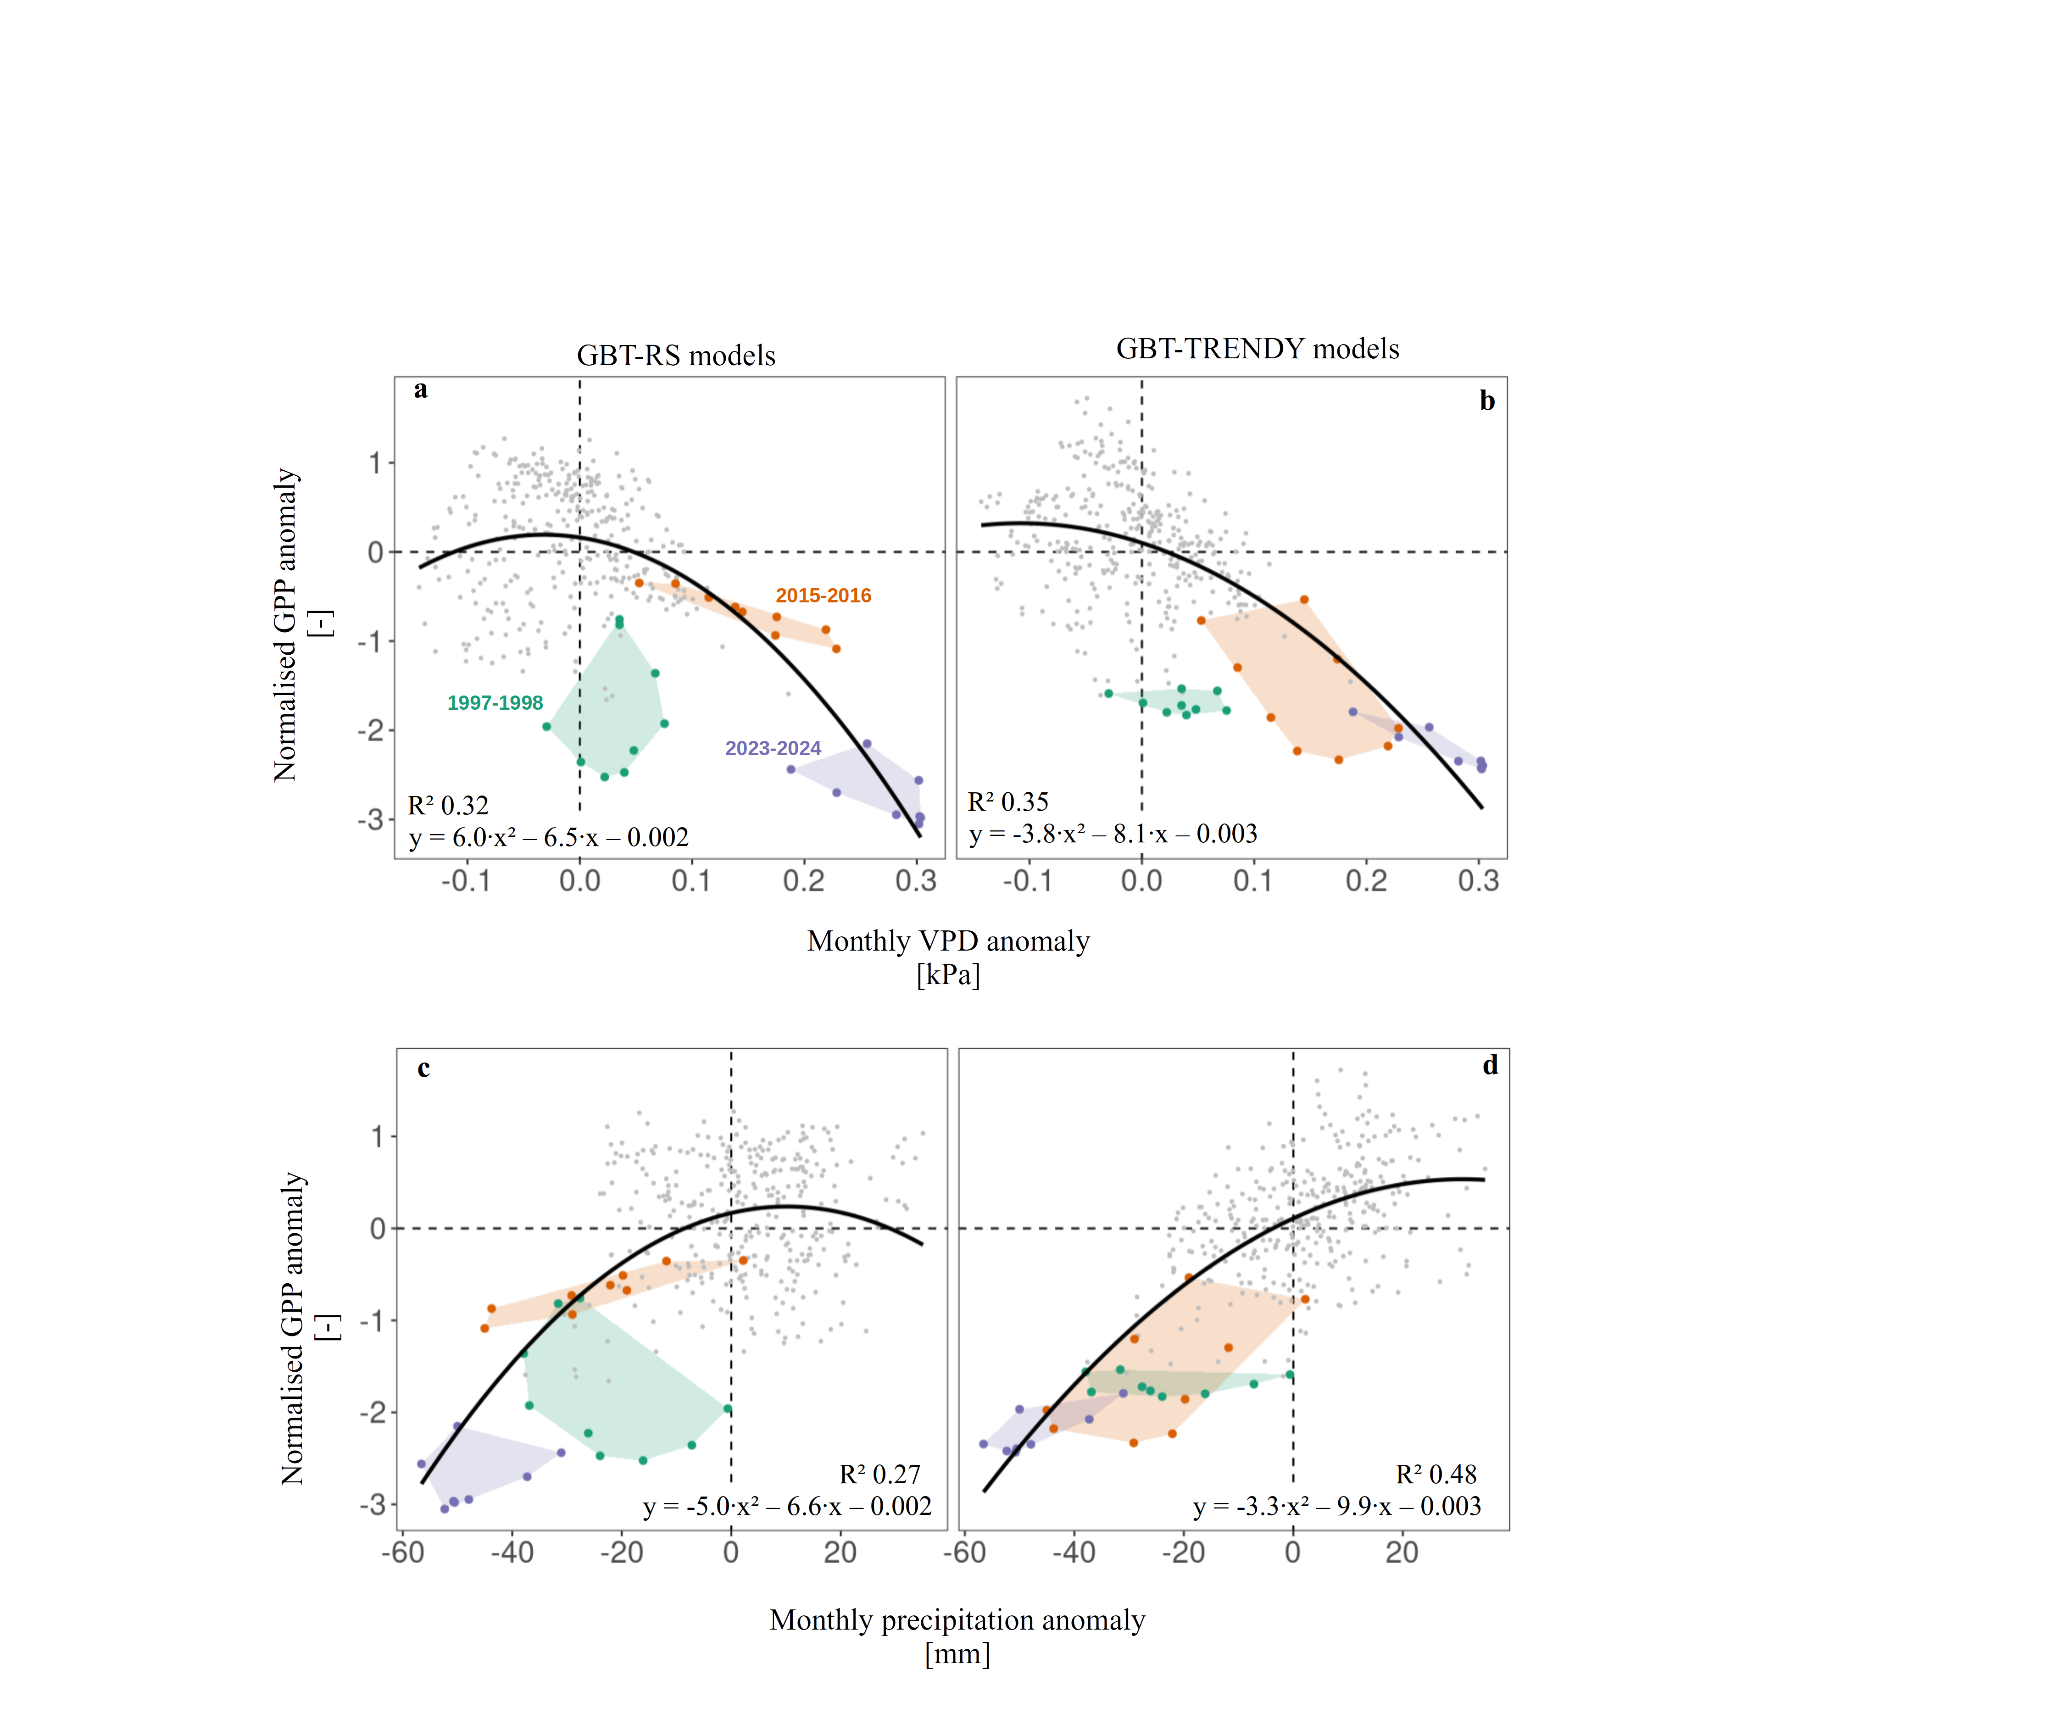 GBT-RS models
GBT-TRENDY models
a
b
1
0
-1
-2
-3
Normalised GPP anomaly
[-]
2015-2016
1997-1998
2023-2024
R² 0.32
y = 6.0·x² – 6.5·x – 0.002
R² 0.35
y = -3.8·x² – 8.1·x – 0.003
-0.1 0.0 0.1 0.2 0.3
-0.1 0.0 0.1 0.2 0.3
Monthly VPD anomaly
[kPa]
c
d
1
0
-1
-2
-3
Normalised GPP anomaly
[-]
R² 0.27
y = -5.0·x² – 6.6·x – 0.002
R² 0.48
y = -3.3·x² – 9.9·x – 0.003
-60 -40 -20 0 20
-60 -40 -20 0 20
Monthly precipitation anomaly
[mm]